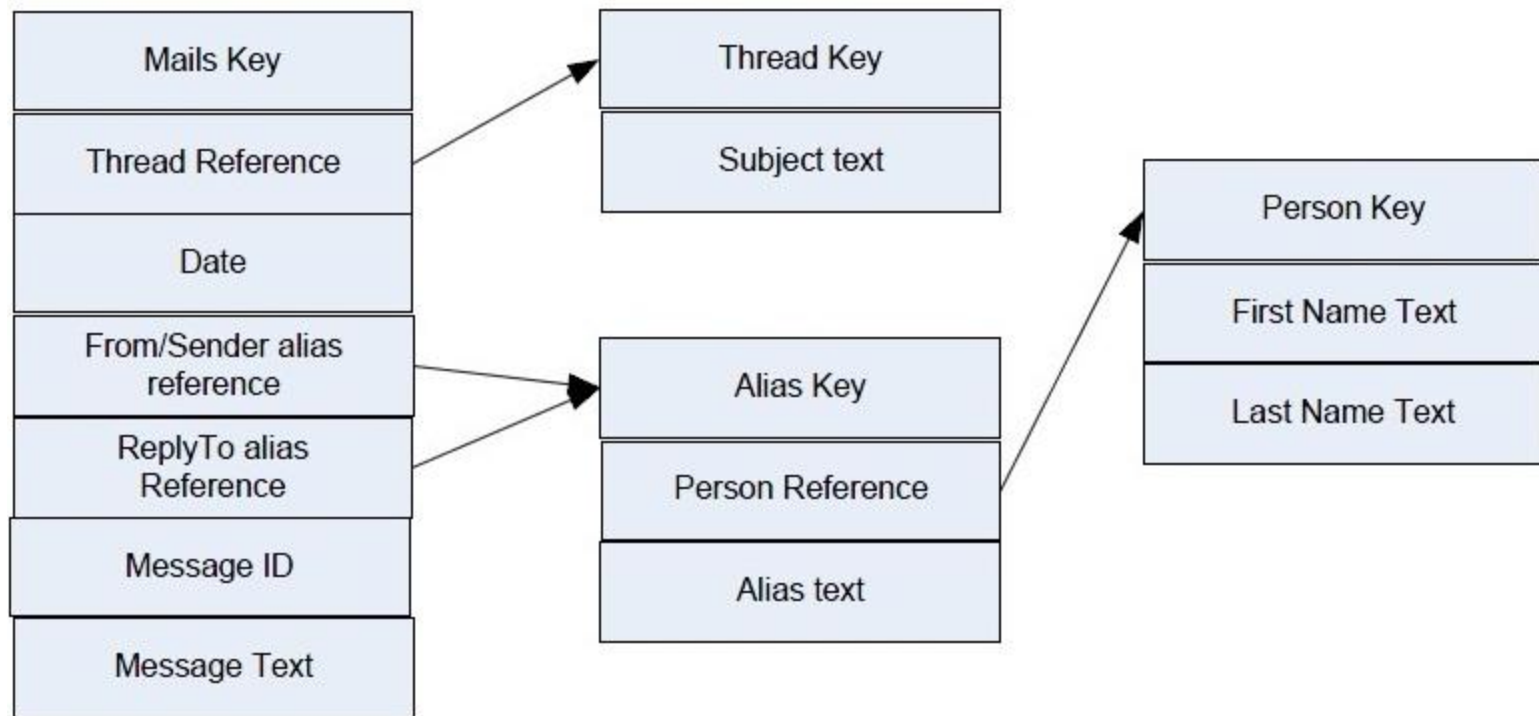 Mails Key
Thread Reference
Date
From/Sender alias
reference
ReplyTo alias
Reference
Message ID
Message Text
Thread Key
Subject text
Alias Key
Person Reference
Alias text
Person Key
First Name Text
Last Name Text